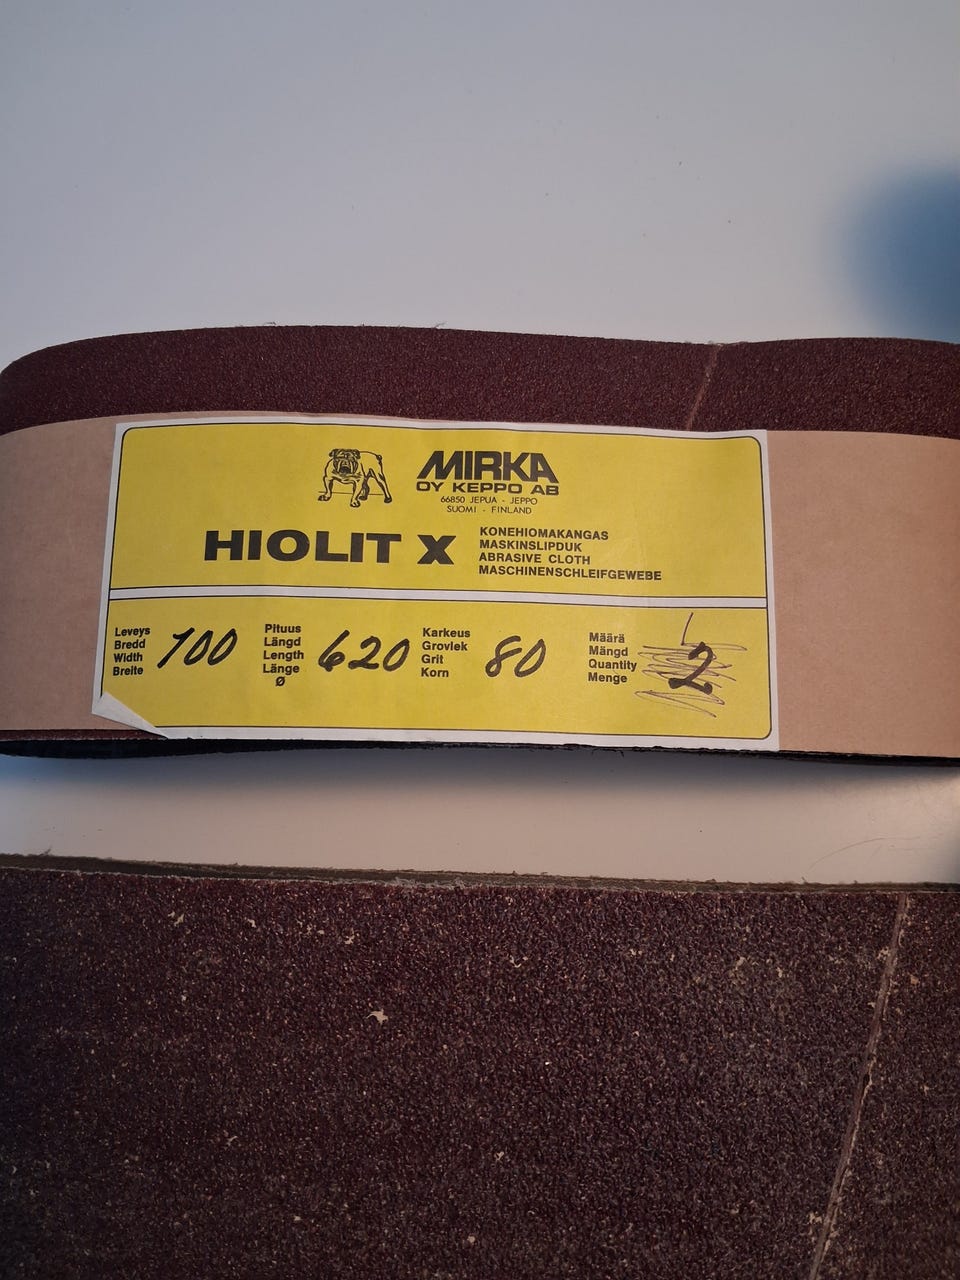 MIRKA
OY KEPPO AB
66850 JEPUA - JEPPO
SUOMI - FINLAND
HIOLIT X
KONEHIOMAKANGAS
MASKINSLIPDUK
ABRASIVE CLOTH
MASCHINENSCHLEIFGEWEBE
Leveys
Bredd
Width
Breite
100
Pituus
Längd
Length
Länge
Ø
620
Karkeus
Grovlek
Grit
Korn
80
Määrä
Mängd
Quantity
Menge
1
2